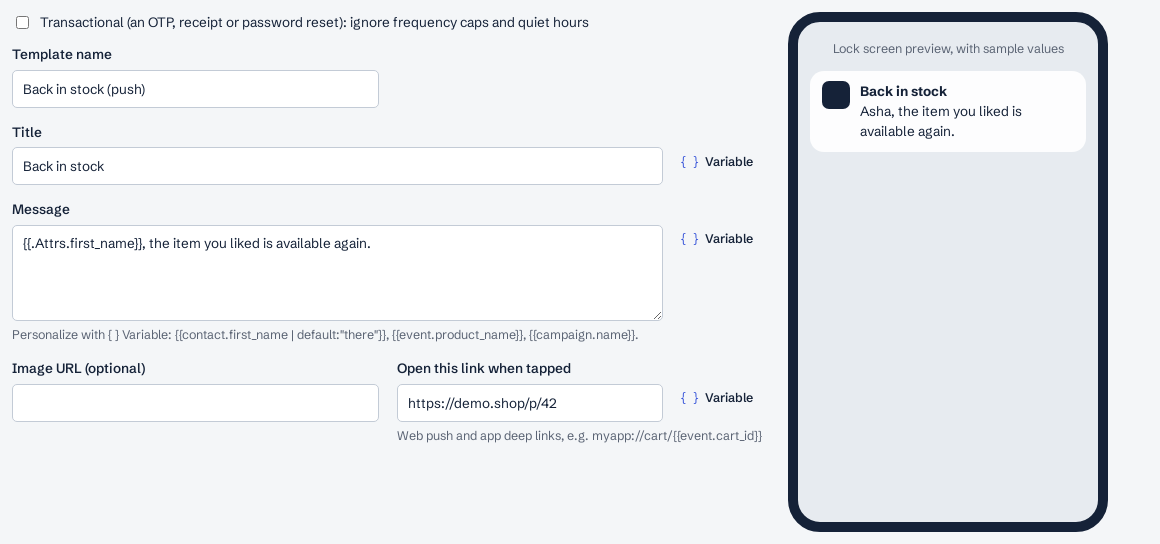 Transactional (an OTP, receipt or password reset): ignore frequency caps and quiet hours
Template name
Back in stock (push)
Title
Back in stock
{ } Variable
Message
{{.Attrs.first_name}}, the item you liked is available again.
{ } Variable
Personalize with { } Variable: {{contact.first_name | default:"there"}}, {{event.product_name}}, {{campaign.name}}.
Image URL (optional)
Open this link when tapped
https://demo.shop/p/42
{ } Variable
Web push and app deep links, e.g. myapp://cart/{{event.cart_id}}
Lock screen preview, with sample values
Back in stock
Asha, the item you liked is
available again.